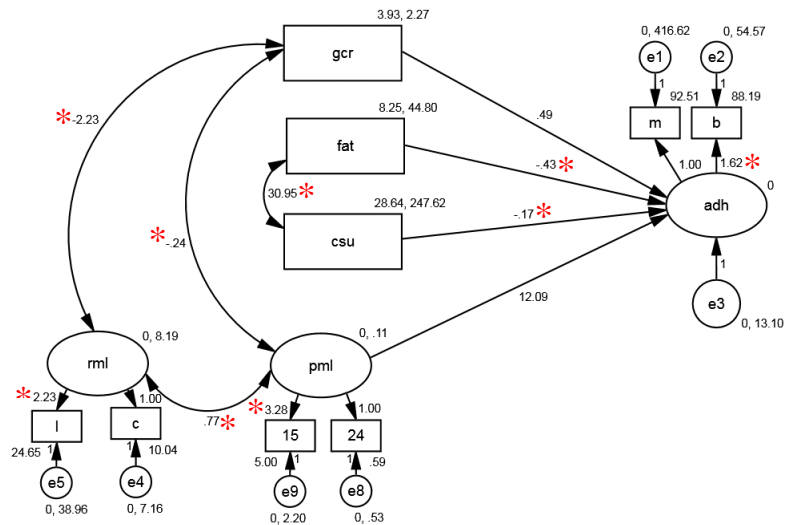 3.93, 2.27
gcr
0, 416.62
e1
0, 54.57
e2
1
1
92.51
88.19
m
b
*-2.23
8.25, 44.80
fat
.49
-.43*
1.00
1.62*
0
adh
30.95*
28.64, 247.62
csu
-.17*
*-.24
1
12.09
e3
0, 13.10
0, 8.19
rml
0, .11
pml
*2.23
1.00
.77*
*3.28
1.00
l
c
15
24
24.65
1
1
10.04
5.00
1
1
.59
e5
e4
e9
e8
0, 38.96
0, 7.16
0, 2.20
0, .53